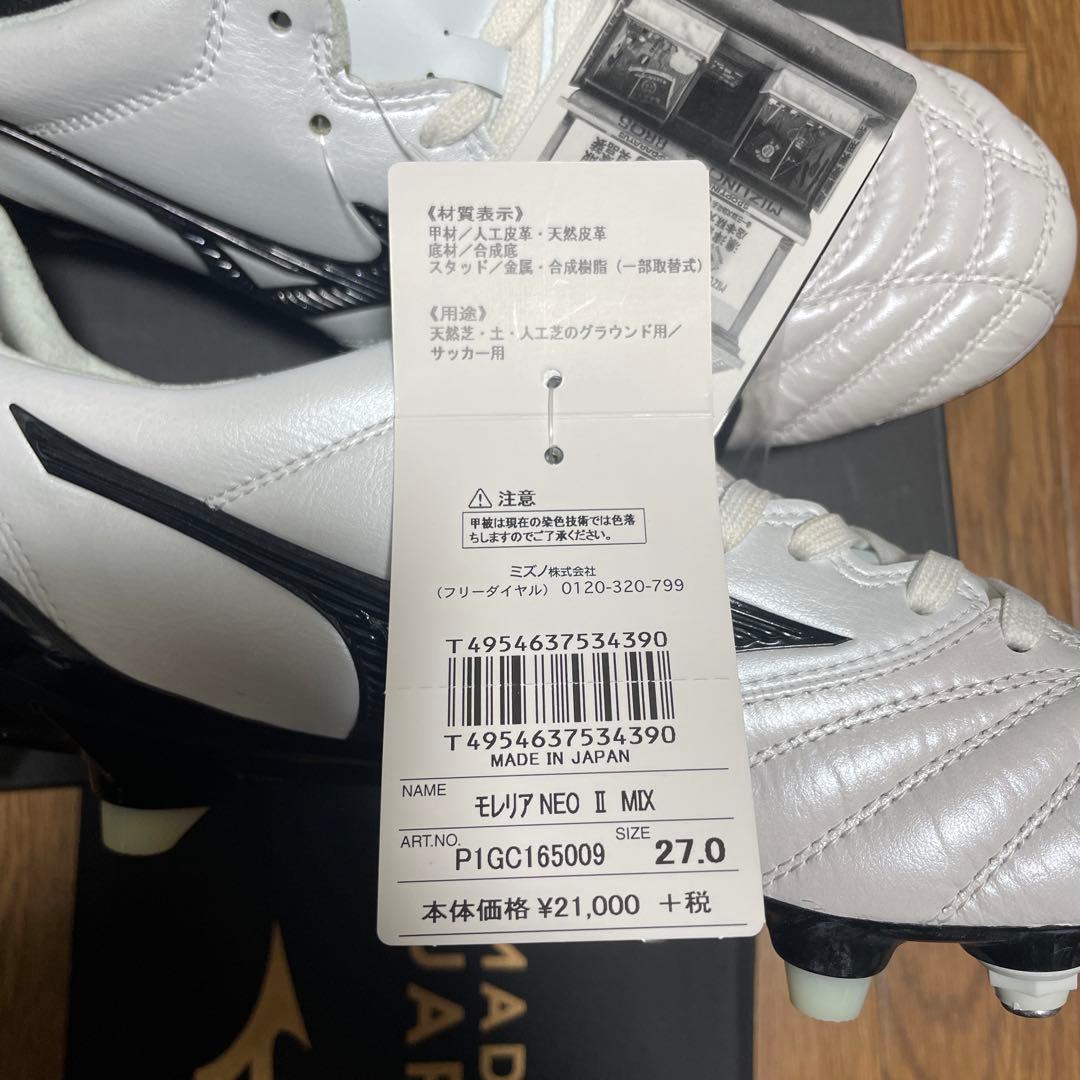 《材質表示》
甲材／人工皮革・天然皮革
底材／合成底
スタッド／金属・合成樹脂（一部取替式）
《用途》
天然芝・土・人工芝のグラウンド用／
サッカー用
⚠ 注意
甲被は現在の染色技術では色落
ちしますのでご了承ください。
ミズノ株式会社
（フリーダイヤル） 0120-320-799
T4954637534390
T4954637534390
MADE IN JAPAN
NAME モレリア NEO Ⅱ MIX
ART.NO. P1GC165009 SIZE 27.0
本体価格 ¥21,000 +税